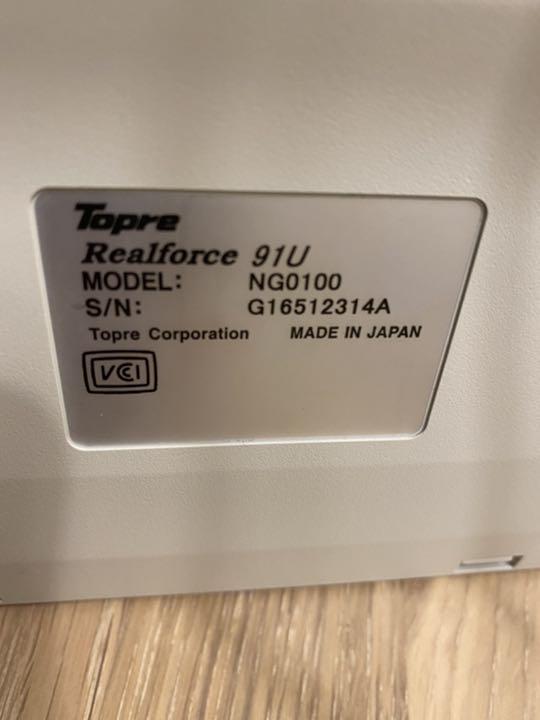 Topre
Realforce 91U
MODEL: NG0100
S/N: G16512314A
Topre Corporation MADE IN JAPAN
VCI